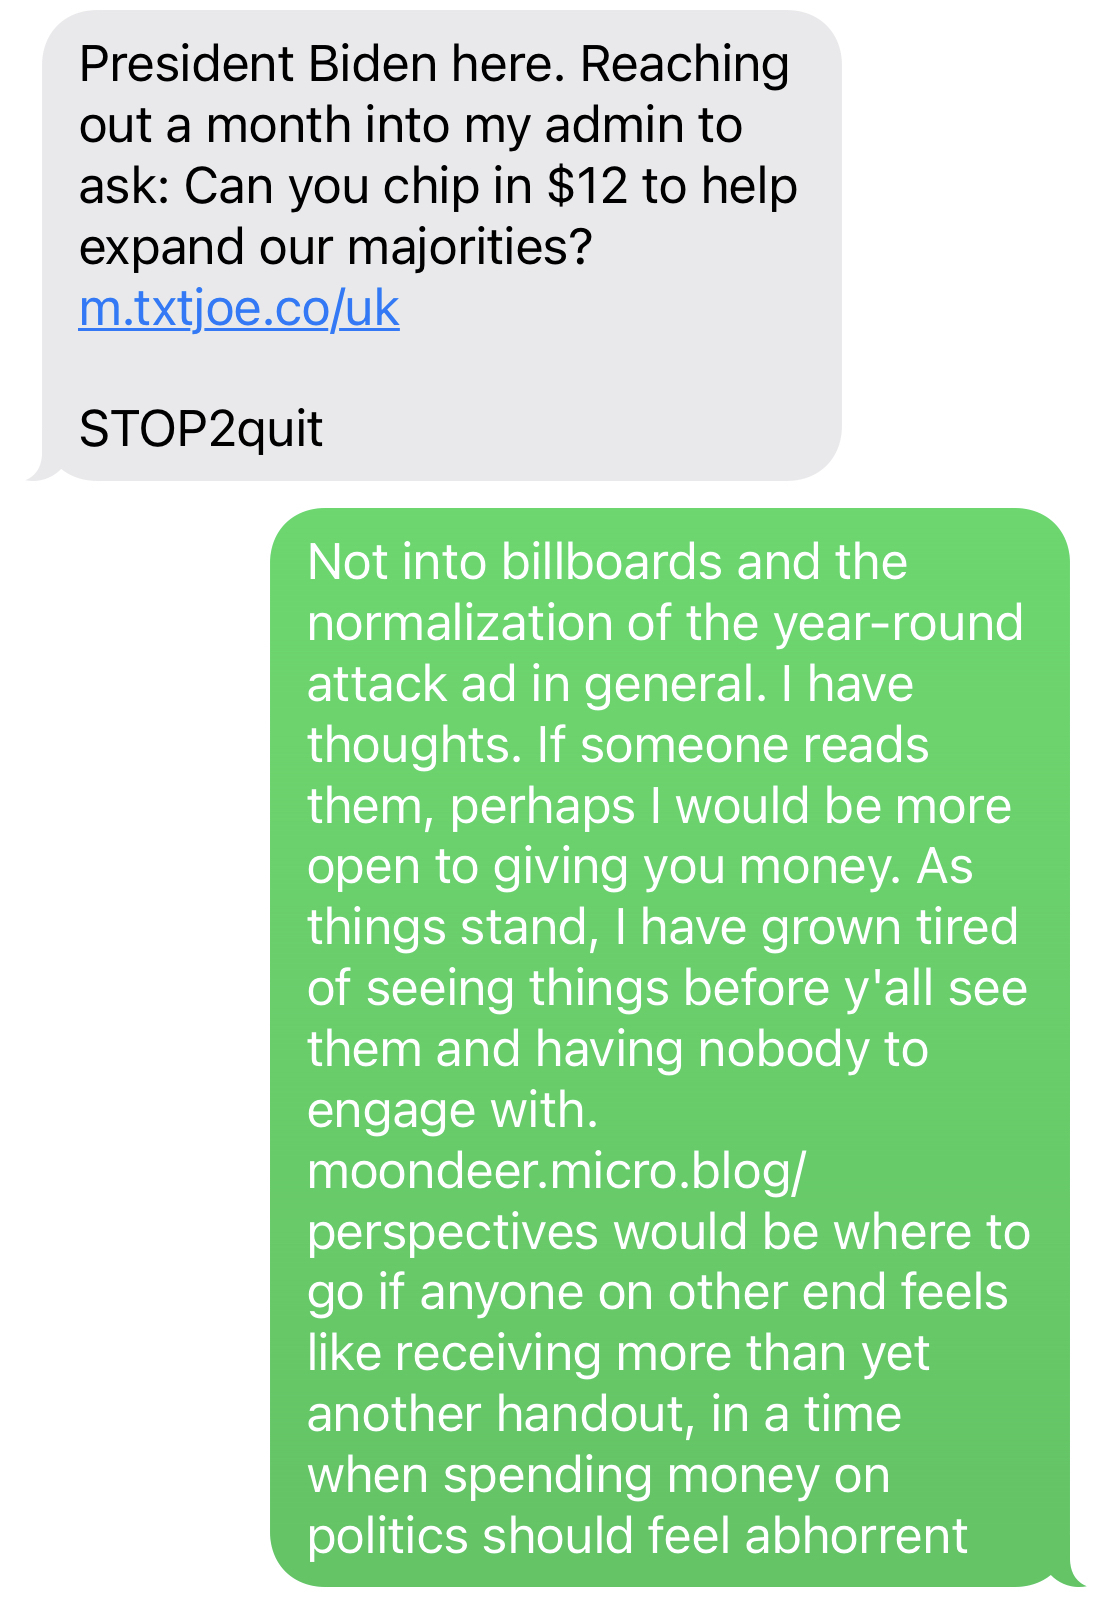 President Biden here. Reaching
out a month into my admin to
ask: Can you chip in $12 to help
expand our majorities?
m.txtjoe.co/uk
STOP2quit
Not into billboards and the
normalization of the year-round
attack ad in general. I have
thoughts. If someone reads
them, perhaps I would be more
open to giving you money. As
things stand, I have grown tired
of seeing things before y'all see
them and having nobody to
engage with.
moondeer.micro.blog/
perspectives would be where to
go if anyone on other end feels
like receiving more than yet
another handout, in a time
when spending money on
politics should feel abhorrent